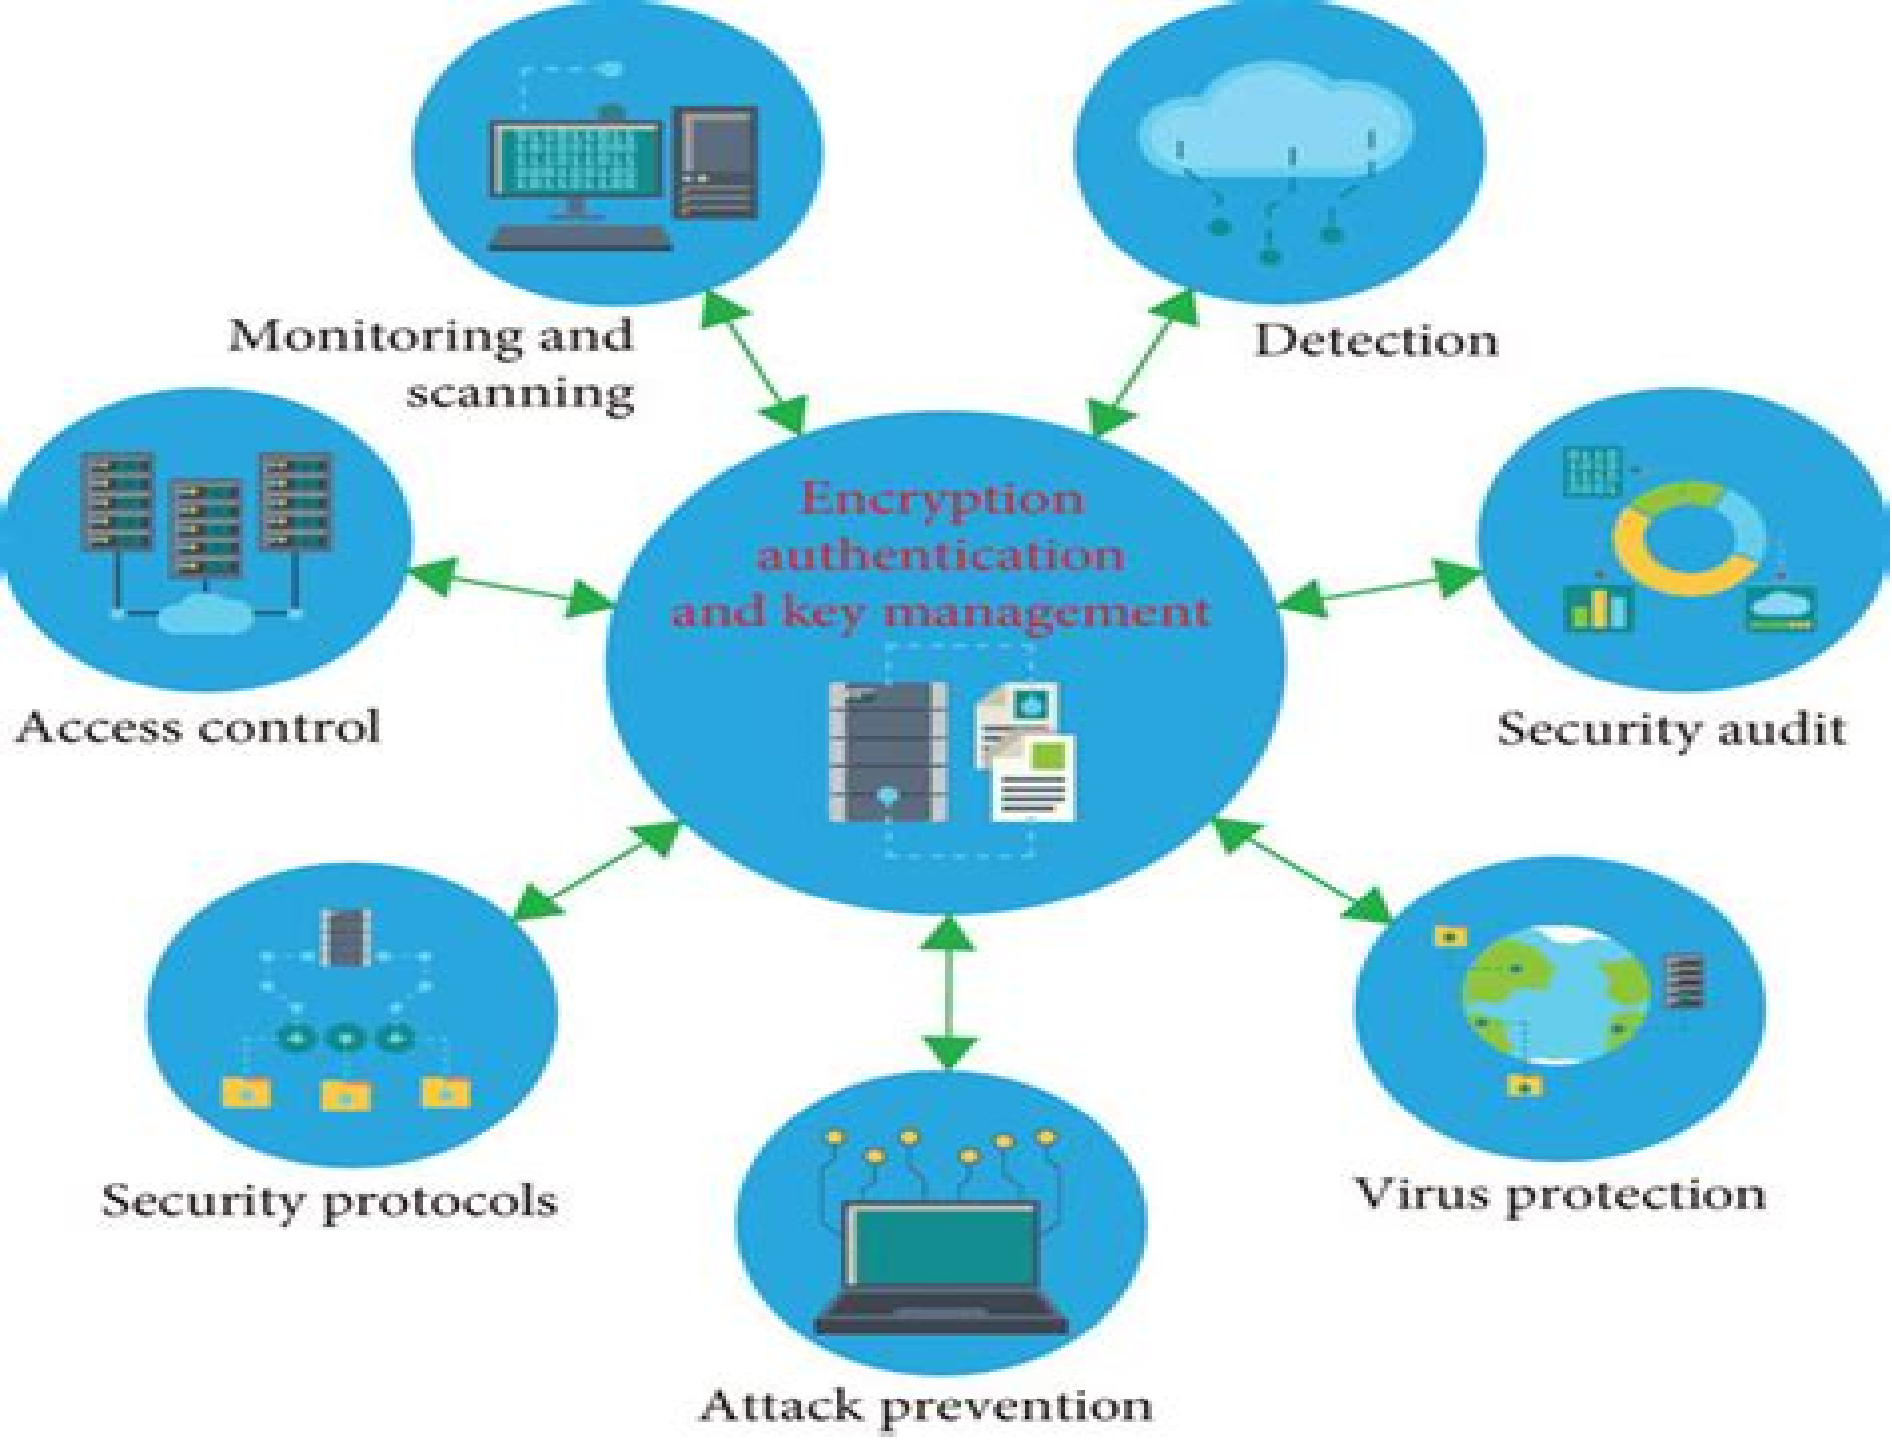 Monitoring and
scanning
Detection
Encryption
authentication
and key management
Access control
Security audit
Security protocols
Virus protection
Attack prevention